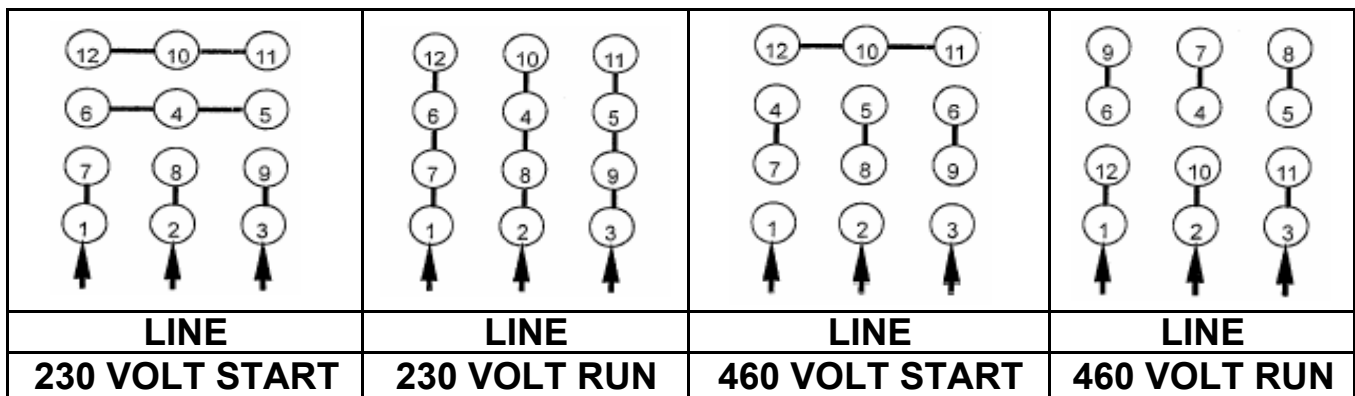 12 10 11
6 4 5
7 8 9
1 2 3
LINE
230 VOLT START
12 10 11
6 4 5
7 8 9
1 2 3
LINE
230 VOLT RUN
12 10 11
4 5 6
7 8 9
1 2 3
LINE
460 VOLT START
9 7 8
6 4 5
12 10 11
1 2 3
LINE
460 VOLT RUN